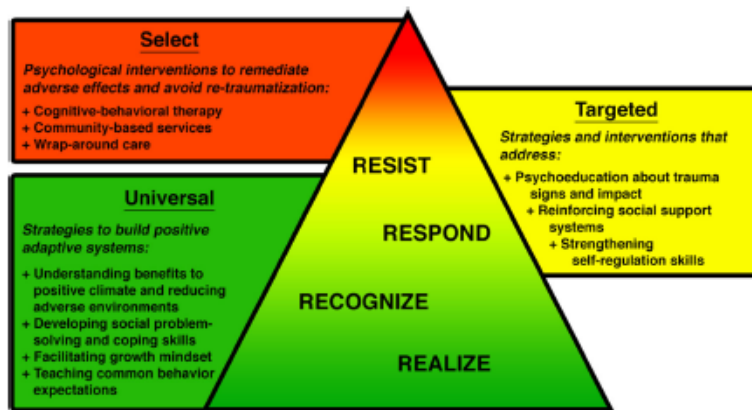 Select
Psychological interventions to remediate
adverse effects and avoid re-traumatization:
+ Cognitive-behavioral therapy
+ Community-based services
+ Wrap-around care
Universal
Strategies to build positive
adaptive systems:
+ Understanding benefits to
positive climate and reducing
adverse environments
+ Developing social problem-
solving and coping skills
+ Facilitating growth mindset
+ Teaching common behavior
expectations
RESIST
RESPOND
RECOGNIZE
REALIZE
Targeted
Strategies and interventions that
address:
+ Psychoeducation about trauma
signs and impact
+ Reinforcing social support
systems
+ Strengthening
self-regulation skills